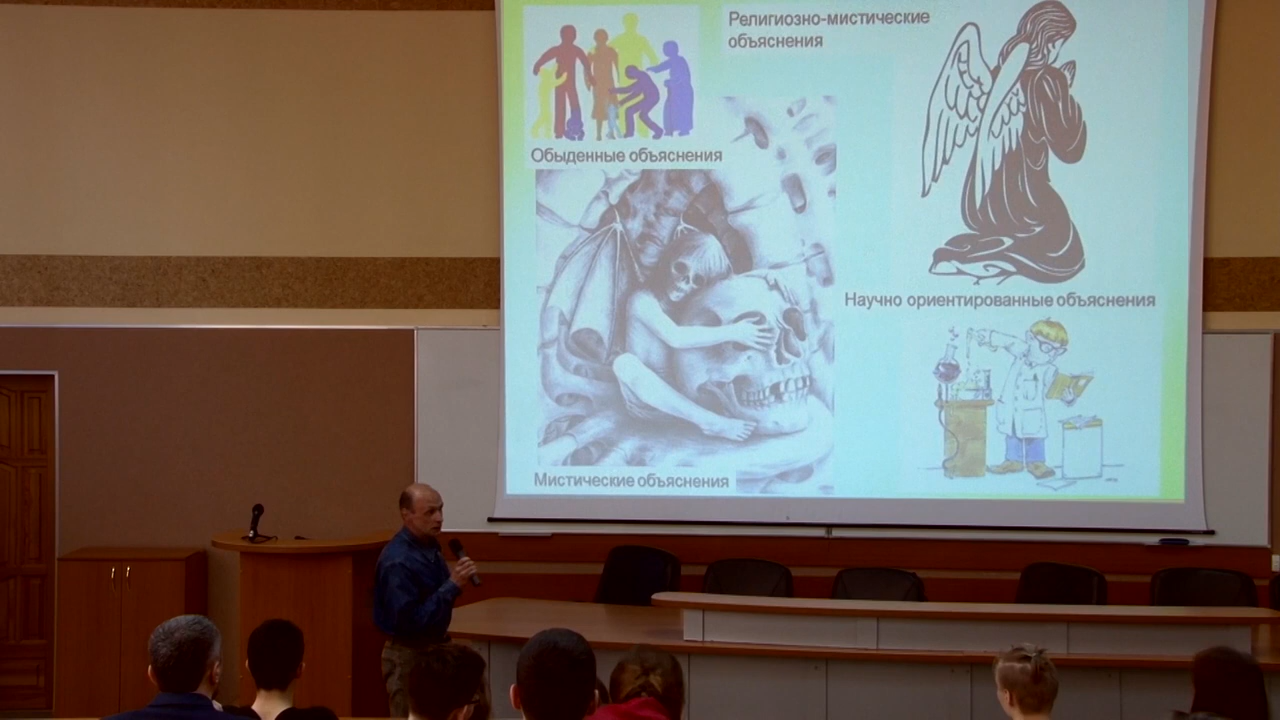 Религиозно-мистические
объяснения
Обыденные объяснения
Научно ориентированные объяснения
Мистические объяснения